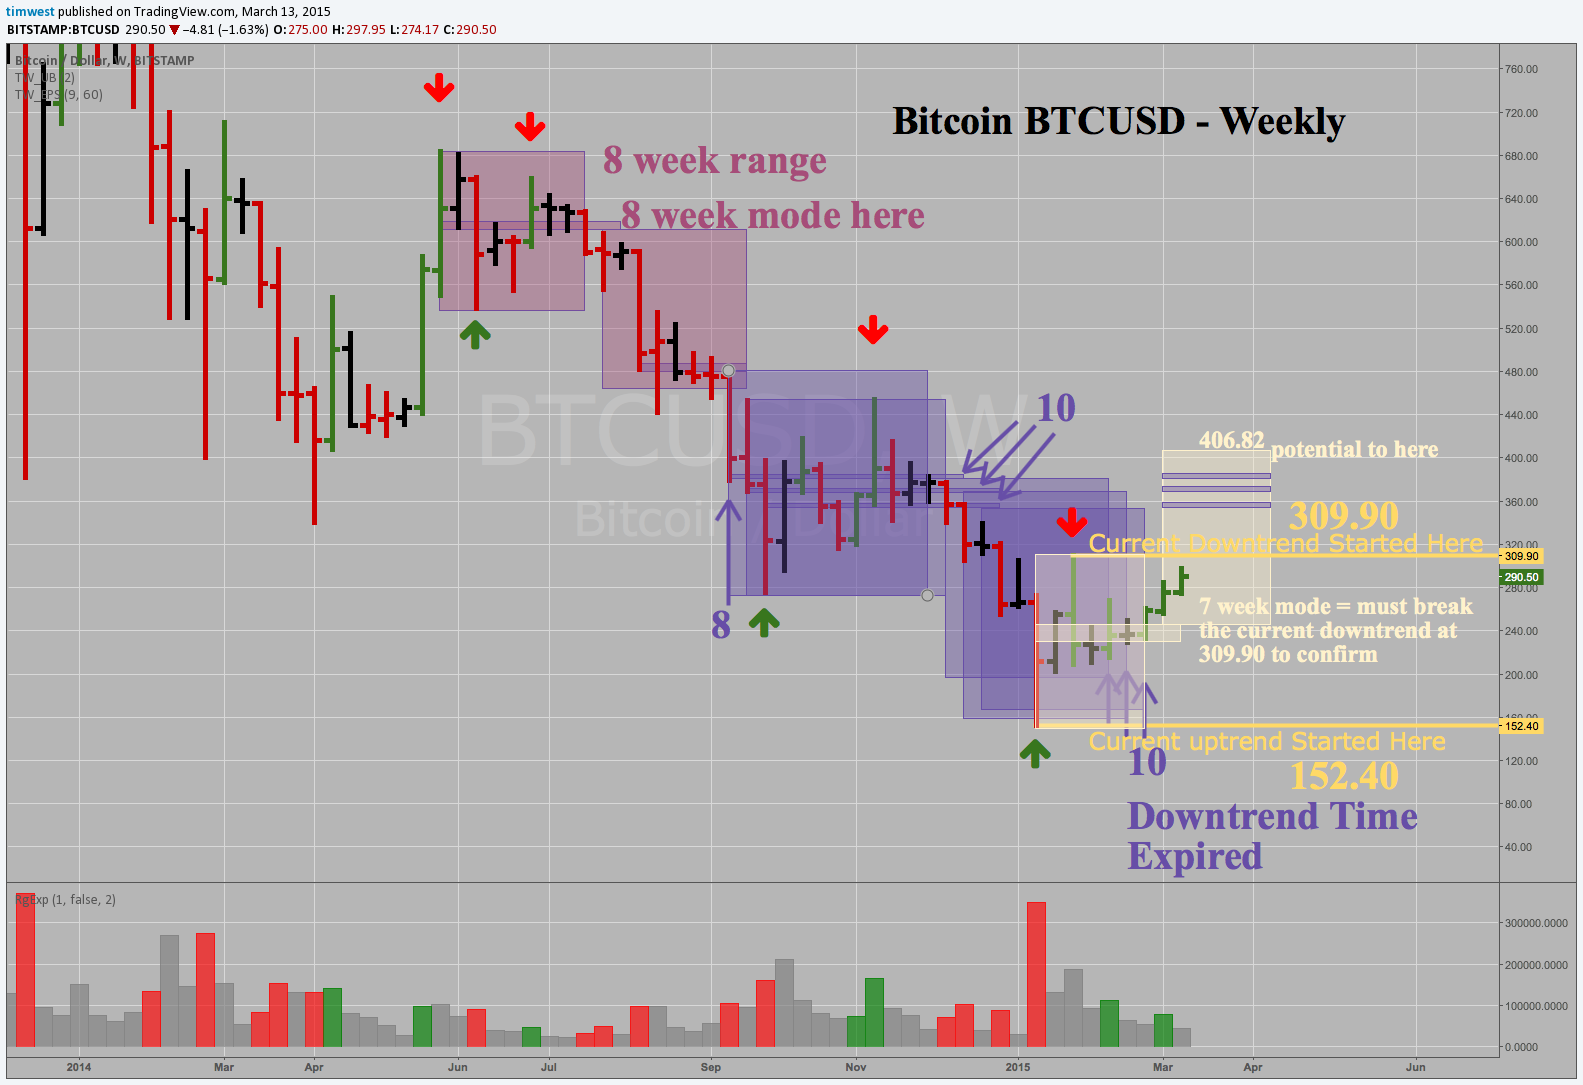 timwest published on TradingView.com, March 13, 2015
BITSTAMP:BTCUSD 290.50 ▼ −4.81 (−1.63%) O:275.00 H:297.95 L:274.17 C:290.50
Bitcoin / Dollar, W, BITSTAMP
TW_UB (2)
TW_EPS (9, 60)
Bitcoin BTCUSD - Weekly
8 week range
8 week mode here
BTCUSD, W
Bitcoin / Dollar
10
8
406.82 potential to here
309.90
Current Downtrend Started Here
7 week mode = must break
the current downtrend at
309.90 to confirm
Current uptrend Started Here
152.40
10
Downtrend Time
Expired
760.00
720.00
680.00
640.00
600.00
560.00
520.00
480.00
440.00
400.00
360.00
320.00
309.90
290.50
280.00
240.00
200.00
160.00
152.40
120.00
80.00
40.00
RgExp (1, false, 2)
300000.0000
200000.0000
100000.0000
0.0000
2014 Mar Apr Jun Jul Sep Nov 2015 Mar Apr Jun